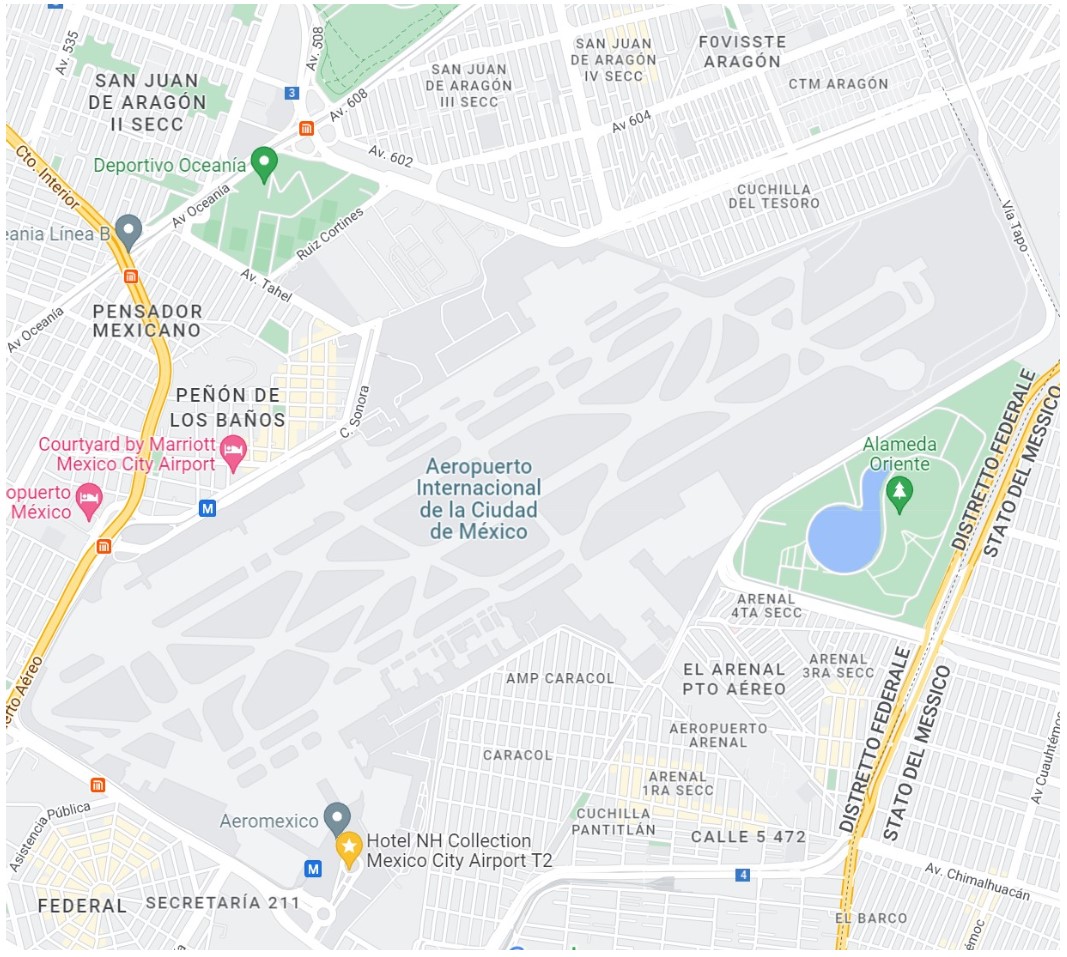 Av. 535
Av. 508
SAN JUAN
DE ARAGÓN
II SECC
3
Av. 608
SAN JUAN
DE ARAGÓN
III SECC
SAN JUAN
DE ARAGÓN
IV SECC
FOVISSTE
ARAGÓN
CTM ARAGÓN
Av 604
Av. 602
Cto. Interior
Deportivo Oceanía
Av Oceanía
Ruiz Cortines
CUCHILLA
DEL TESORO
Vía Tapo
eania Línea B
Av. Tahel
Av Oceanía
PENSADOR
MEXICANO
PEÑÓN DE
LOS BAÑOS
C. Sonora
Courtyard by Marriott
Mexico City Airport
opuerto
México
M
Aeropuerto
Internacional
de la Ciudad
de México
Alameda
Oriente
DISTRETTO FEDERALE
STATO DEL MESSICO
ARENAL
4TA SECC
erto Aéreo
AMP CARACOL
EL ARENAL
PTO AÉREO
ARENAL
3RA SECC
AEROPUERTO
ARENAL
CARACOL
ARENAL
1RA SECC
DISTRETTO FEDERALE
STATO DEL MESSICO
Av Cuauhtémoc
Asistencia Pública
Aeromexico
CUCHILLA
PANTITLÁN
CALLE 5 472
Hotel NH Collection
Mexico City Airport T2
M
4
Av. Chimalhuacán
FEDERAL
SECRETARÍA 211
EL BARCO
émoc